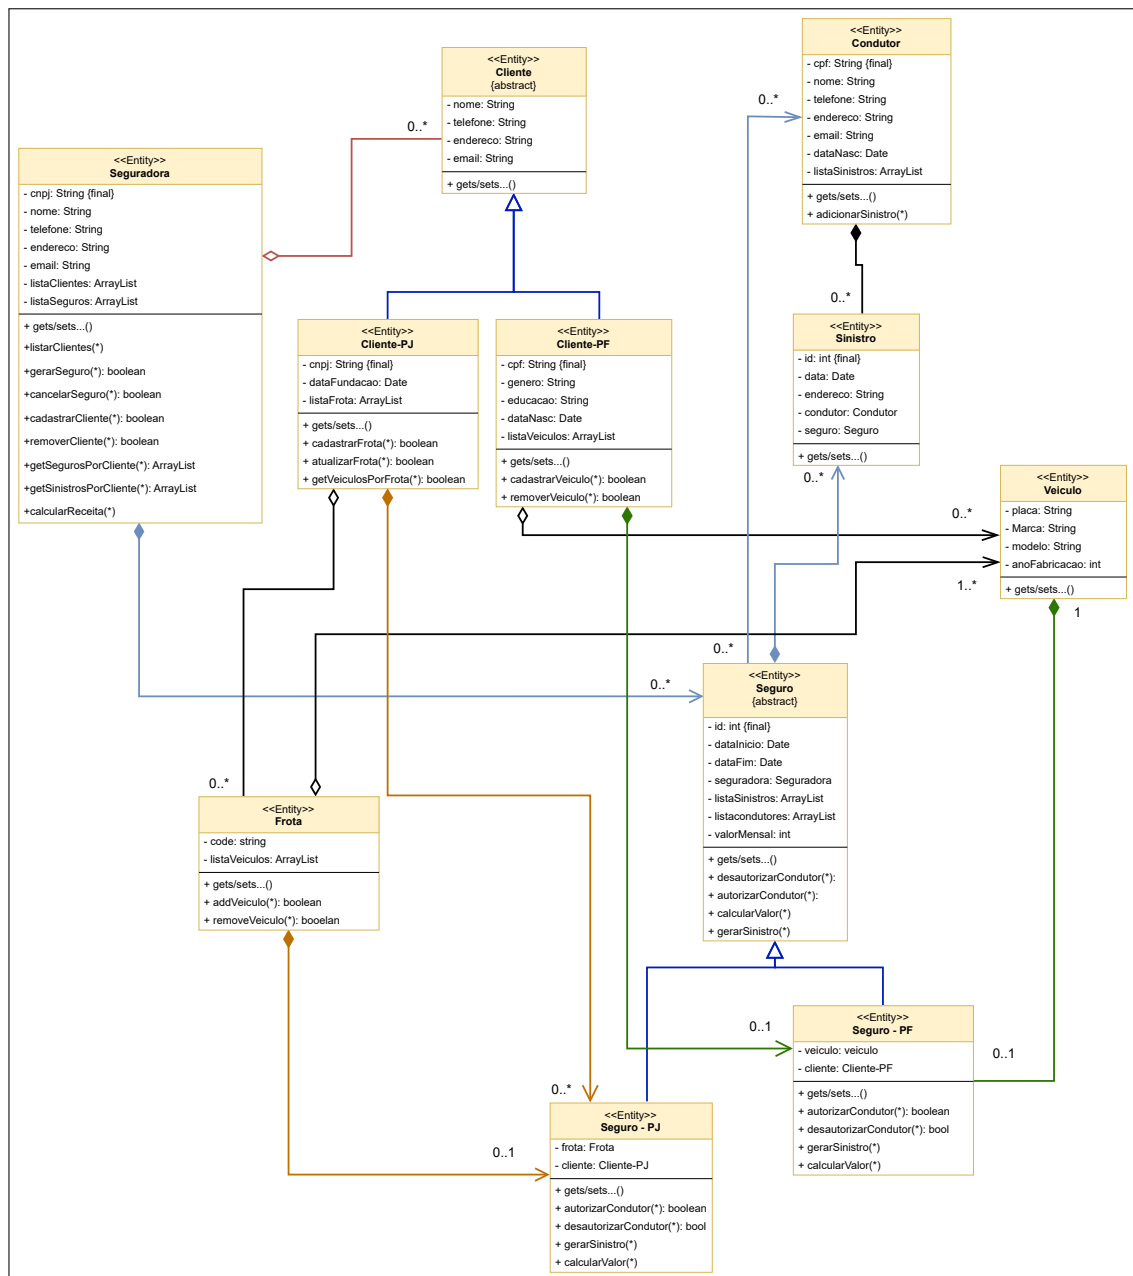 <<Entity>>
Cliente
{abstract}
- nome: String
- telefone: String
- endereco: String
- email: String
+ gets/sets...()
0..*
<<Entity>>
Condutor
- cpf: String {final}
- nome: String
- telefone: String
- endereco: String
- email: String
- dataNasc: Date
- listaSinistros: ArrayList
+ gets/sets...()
+ adicionarSinistro(*)
0..*
0..*
<<Entity>>
Seguradora
- cnpj: String {final}
- nome: String
- telefone: String
- endereco: String
- email: String
- listaClientes: ArrayList
- listaSeguros: ArrayList
+ gets/sets...()
+listarClientes(*)
+gerarSeguro(*): boolean
+cancelarSeguro(*): boolean
+cadastrarCliente(*): boolean
+removerCliente(*): boolean
+getSegurosPorCliente(*): ArrayList
+getSinistrosPorCliente(*): ArrayList
+calcularReceita(*)
<<Entity>>
Cliente-PJ
- cnpj: String {final}
- dataFundacao: Date
- listaFrota: ArrayList
+ gets/sets...()
+ cadastrarFrota(*): boolean
+ atualizarFrota(*): boolean
+ getVeiculosPorFrota(*): boolean
<<Entity>>
Cliente-PF
- cpf: String {final}
- genero: String
- educacao: String
- dataNasc: Date
- listaVeiculos: ArrayList
+ gets/sets...()
+ cadastrarVeiculo(*): boolean
+ removerVeiculo(*): boolean
<<Entity>>
Sinistro
- id: int {final}
- data: Date
- endereco: String
- condutor: Condutor
- seguro: Seguro
+ gets/sets...()
0..*
<<Entity>>
Veiculo
- placa: String
- Marca: String
- modelo: String
- anoFabricacao: int
+ gets/sets...()
0..*
1..*
1
0..*
0..*
<<Entity>>
Seguro
{abstract}
- id: int {final}
- dataInicio: Date
- dataFim: Date
- seguradora: Seguradora
- listaSinistros: ArrayList
- listacondutores: ArrayList
- valorMensal: int
+ gets/sets...()
+ desautorizarCondutor(*):
+ autorizarCondutor(*):
+ calcularValor(*)
+ gerarSinistro(*)
0..*
<<Entity>>
Frota
- code: string
- listaVeiculos: ArrayList
+ gets/sets...()
+ addVeiculo(*): boolean
+ removeVeiculo(*): booelan
0..1
<<Entity>>
Seguro - PF
- veiculo: veiculo
- cliente: Cliente-PF
+ gets/sets...()
+ autorizarCondutor(*): boolean
+ desautorizarCondutor(*): bool
+ gerarSinistro(*)
+ calcularValor(*)
0..1
0..*
0..1
<<Entity>>
Seguro - PJ
- frota: Frota
- cliente: Cliente-PJ
+ gets/sets...()
+ autorizarCondutor(*): boolean
+ desautorizarCondutor(*): bool
+ gerarSinistro(*)
+ calcularValor(*)